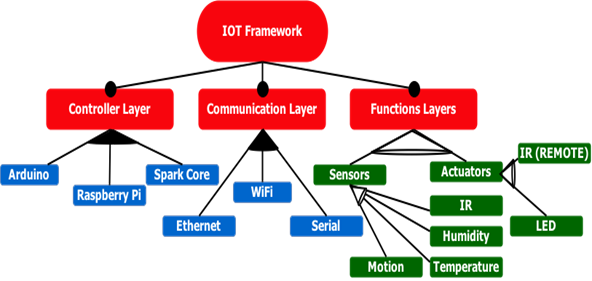 IOT Framework
Controller Layer
Communication Layer
Functions Layers
Arduino
Raspberry Pi
Spark Core
Ethernet
WiFi
Serial
Sensors
Actuators
IR (REMOTE)
LED
IR
Humidity
Temperature
Motion